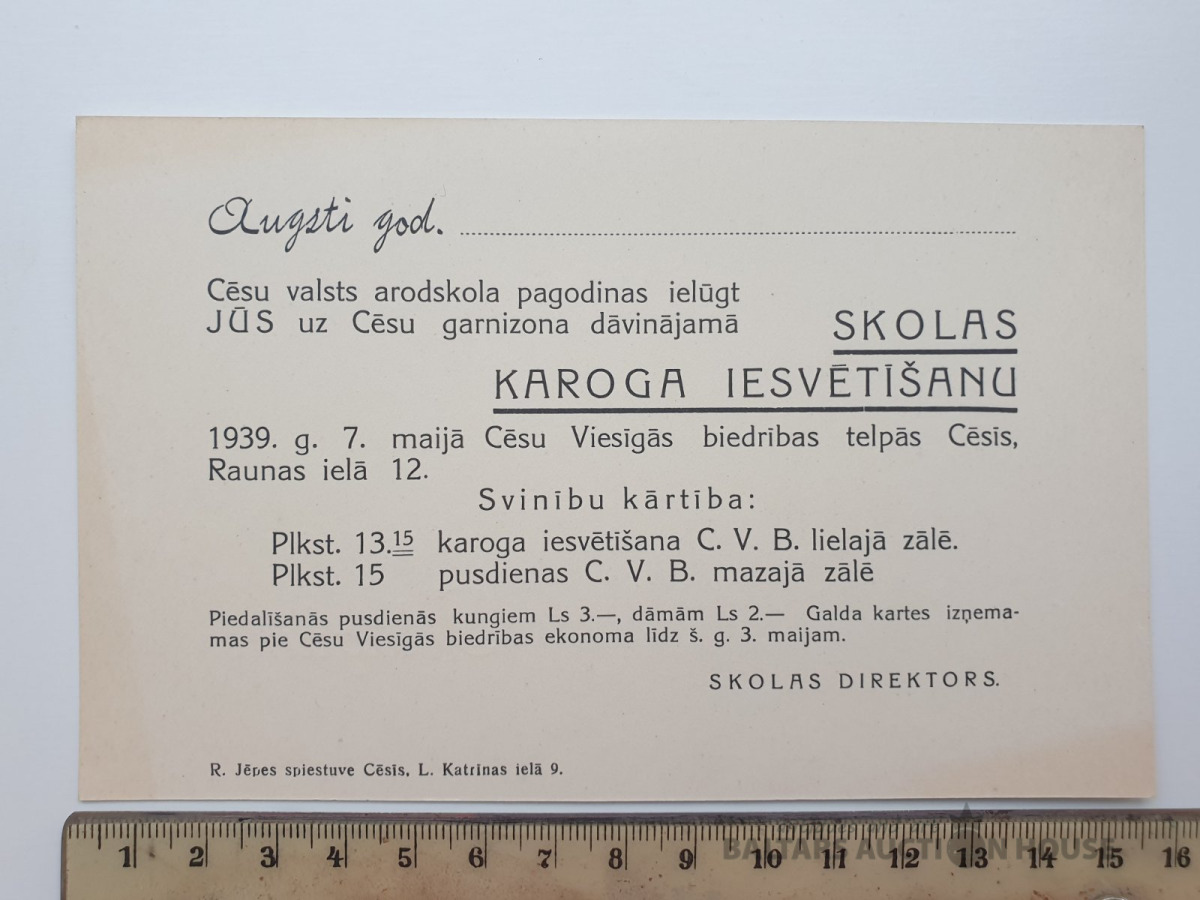 Augsti god.
Cēsu valsts arodskola pagodinas ielūgt
JŪS uz Cēsu garnizona dāvinājamā SKOLAS
KAROGA IESVĒTĪŠANU
1939. g. 7. maijā Cēsu Viesīgās biedrības telpās Cēsīs,
Raunas ielā 12.
Svinību kārtība:
Plkst. 13.15 karoga iesvētīšana C. V. B. lielajā zālē.
Plkst. 15 pusdienas C. V. B. mazajā zālē
Piedalīšanās pusdienās kungiem Ls 3.—, dāmām Ls 2.— Galda kartes izņema-
mas pie Cēsu Viesīgās biedrības ekonoma līdz š. g. 3. maijam.
SKOLAS DIREKTORS.
R. Jēpes spiestuve Cēsīs, L. Katrīnas ielā 9.
BALTARS AUCTION HOUSE
1 2 3 4 5 6 7 8 9 10 11 12 13 14 15 16